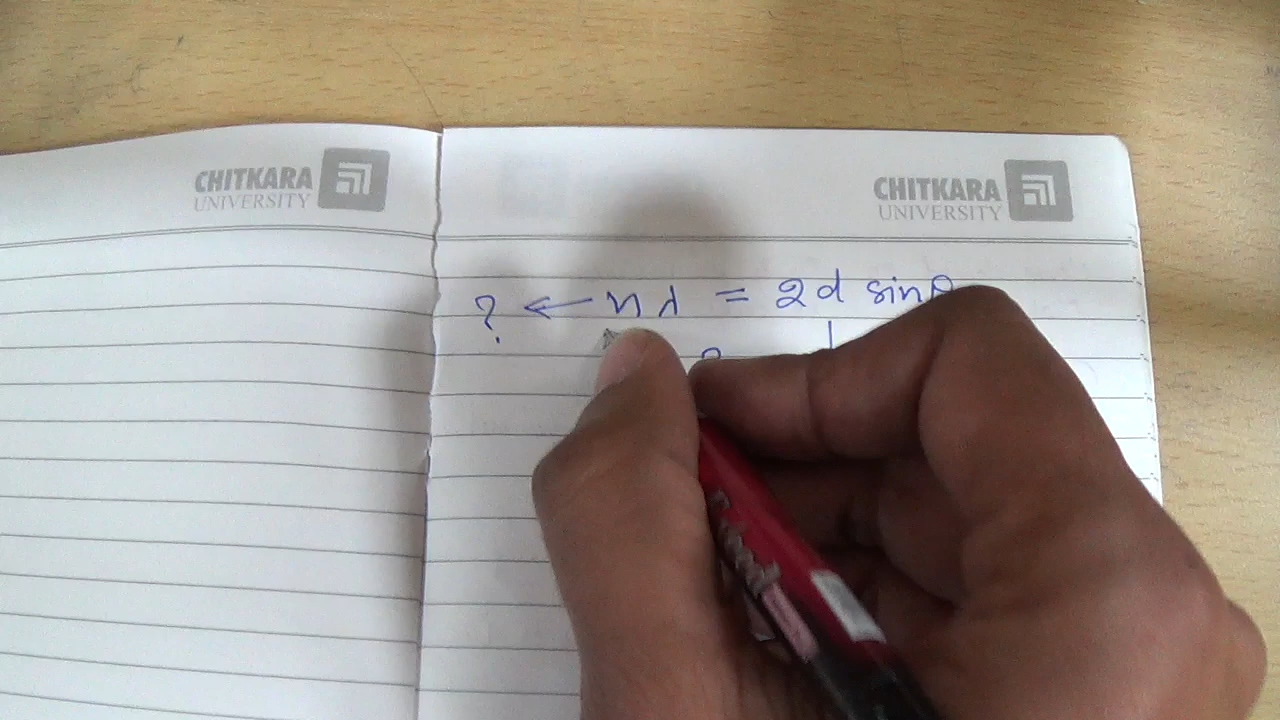 CHITKARA
UNIVERSITY
CHITKARA
UNIVERSITY
? ← nλ = 2d sinθ